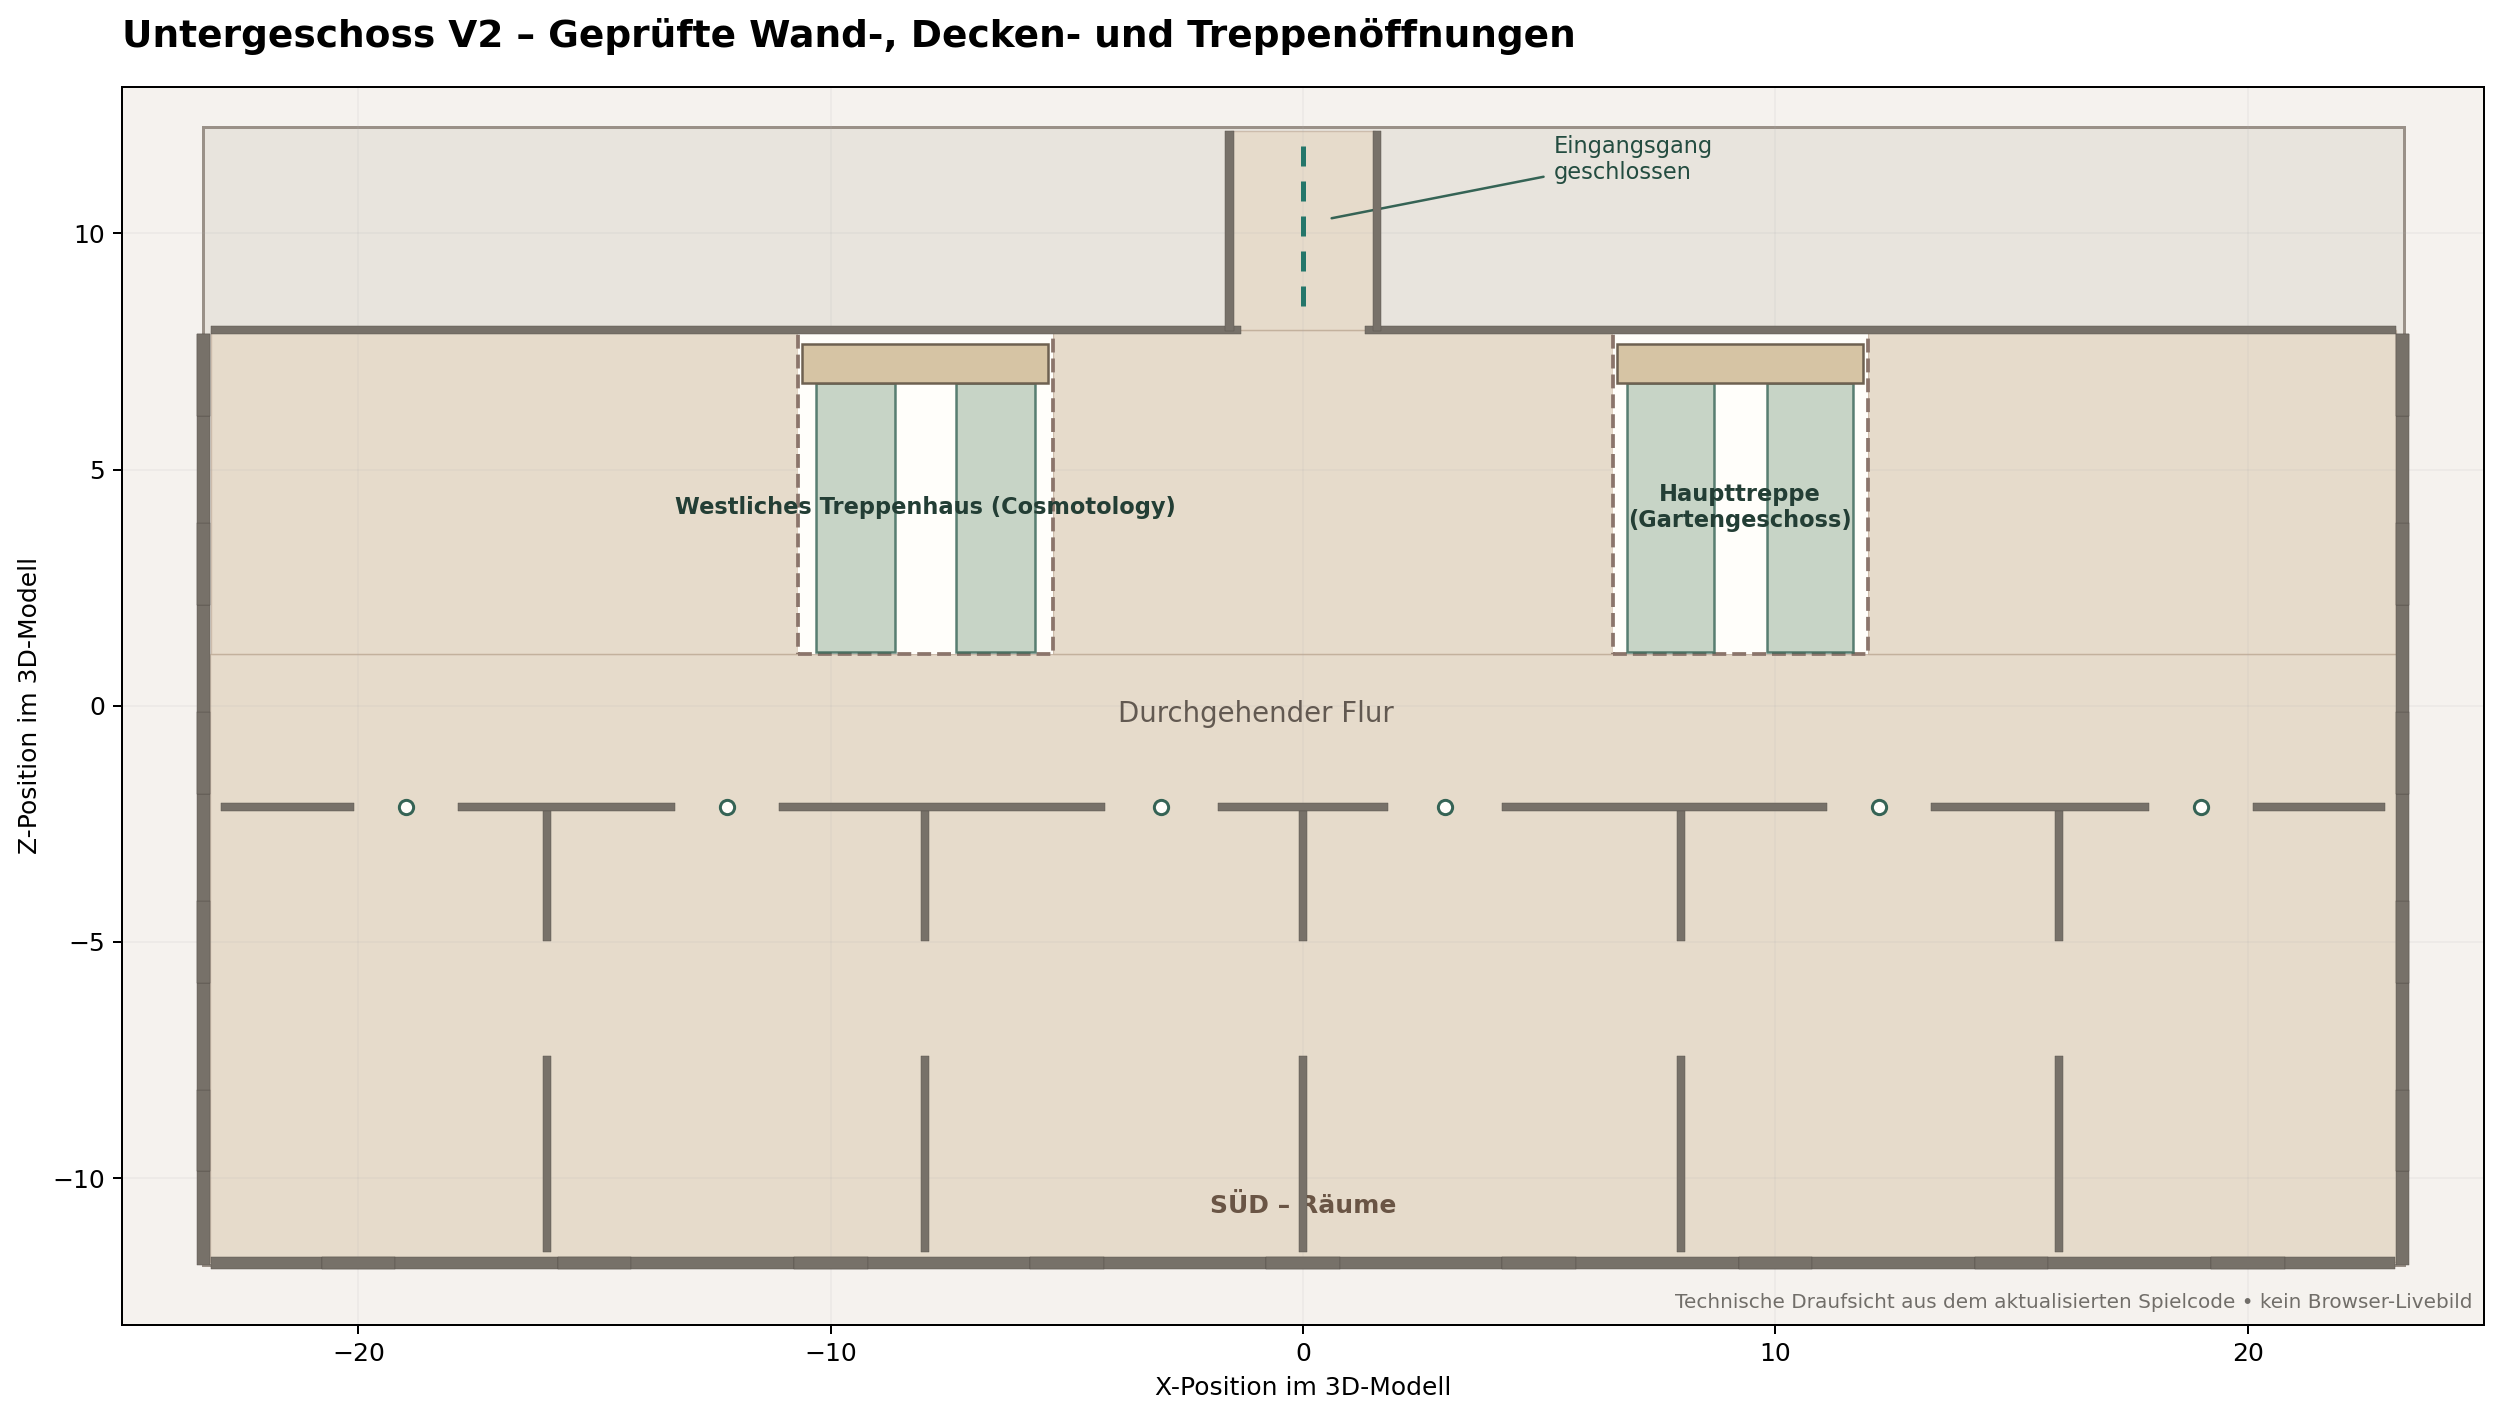 Untergeschoss V2 – Geprüfte Wand-, Decken- und Treppenöffnungen
Eingangsgang
geschlossen
10
5
0
−5
−10
Z-Position im 3D-Modell
Westliches Treppenhaus (Cosmotology)
Haupttreppe
(Gartengeschoss)
Durchgehender Flur
SÜD – Räume
Technische Draufsicht aus dem aktualisierten Spielcode • kein Browser-Livebild
−20
−10
0
10
20
X-Position im 3D-Modell